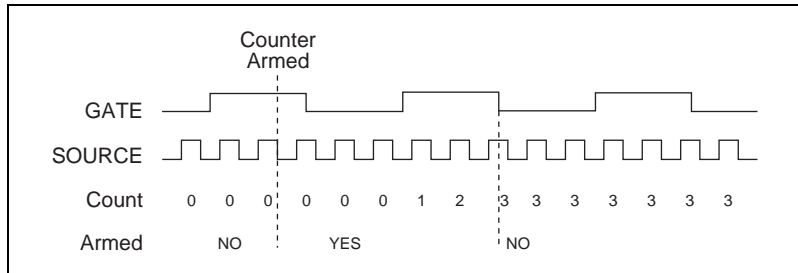 Counter
Armed
GATE
SOURCE
Count 0 0 0 0 0 0 1 2 3 3 3 3 3 3 3
Armed NO YES NO